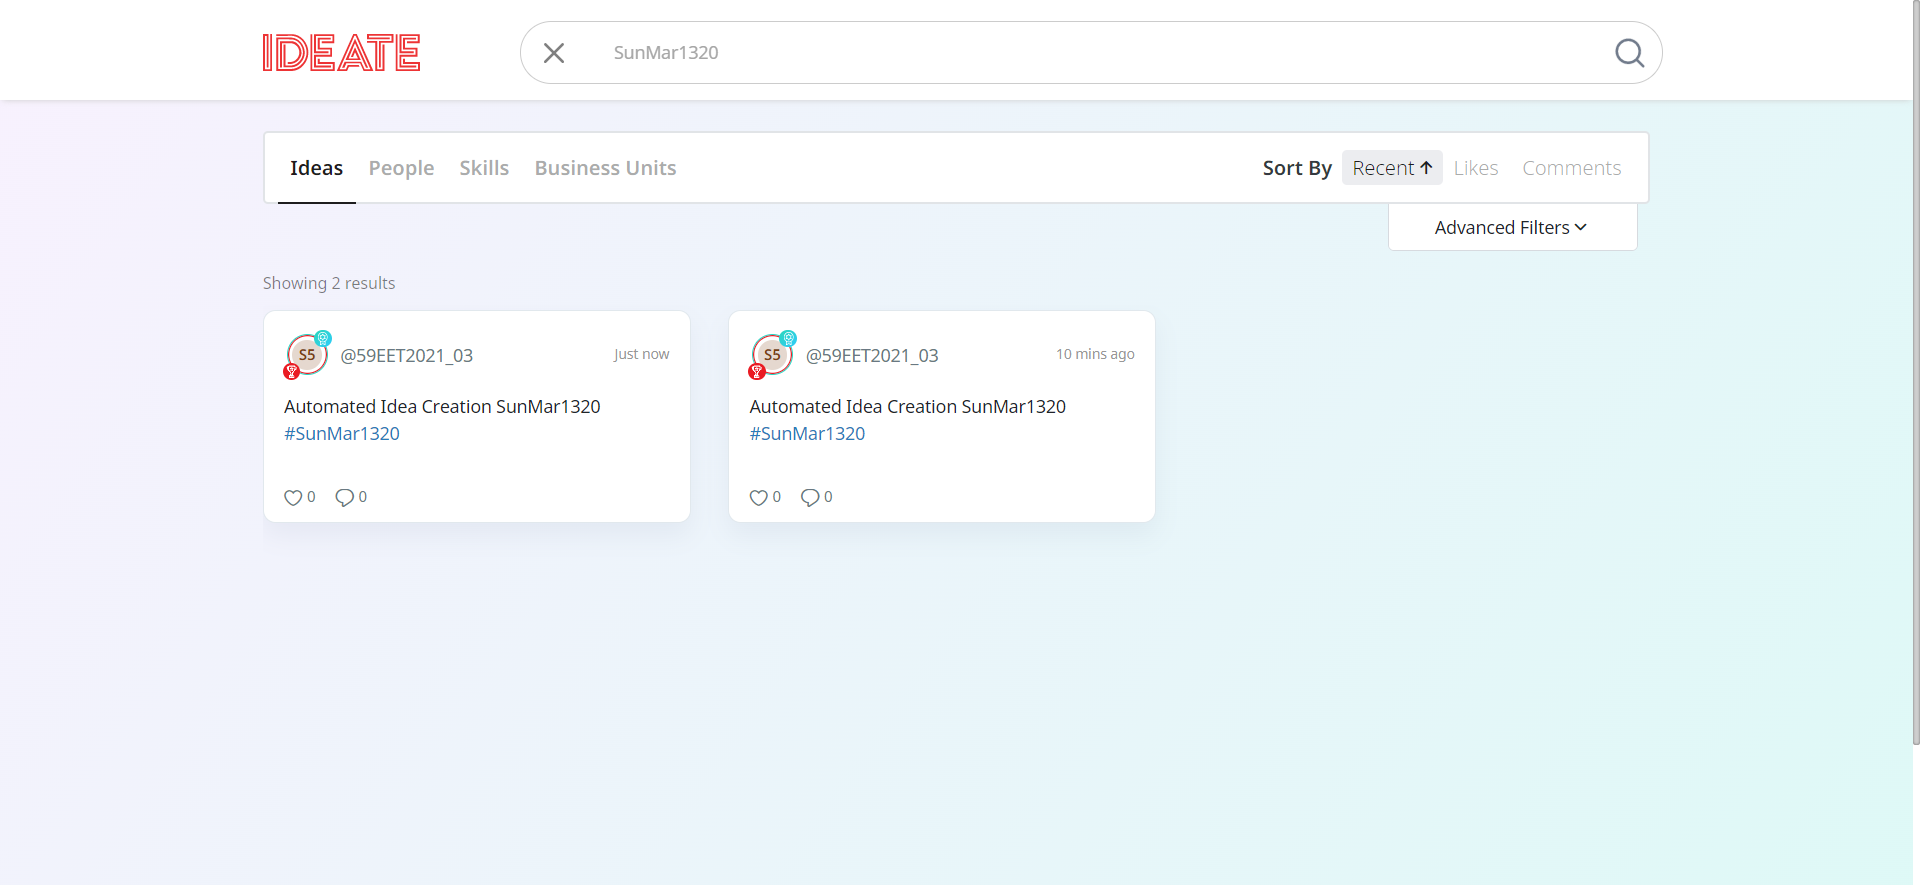 IDEATE
SunMar1320
Ideas People Skills Business Units
Sort By Recent Likes Comments
Advanced Filters
Showing 2 results
S5 @59EET2021_03 Just now
Automated Idea Creation SunMar1320
#SunMar1320
0 0
S5 @59EET2021_03 10 mins ago
Automated Idea Creation SunMar1320
#SunMar1320
0 0